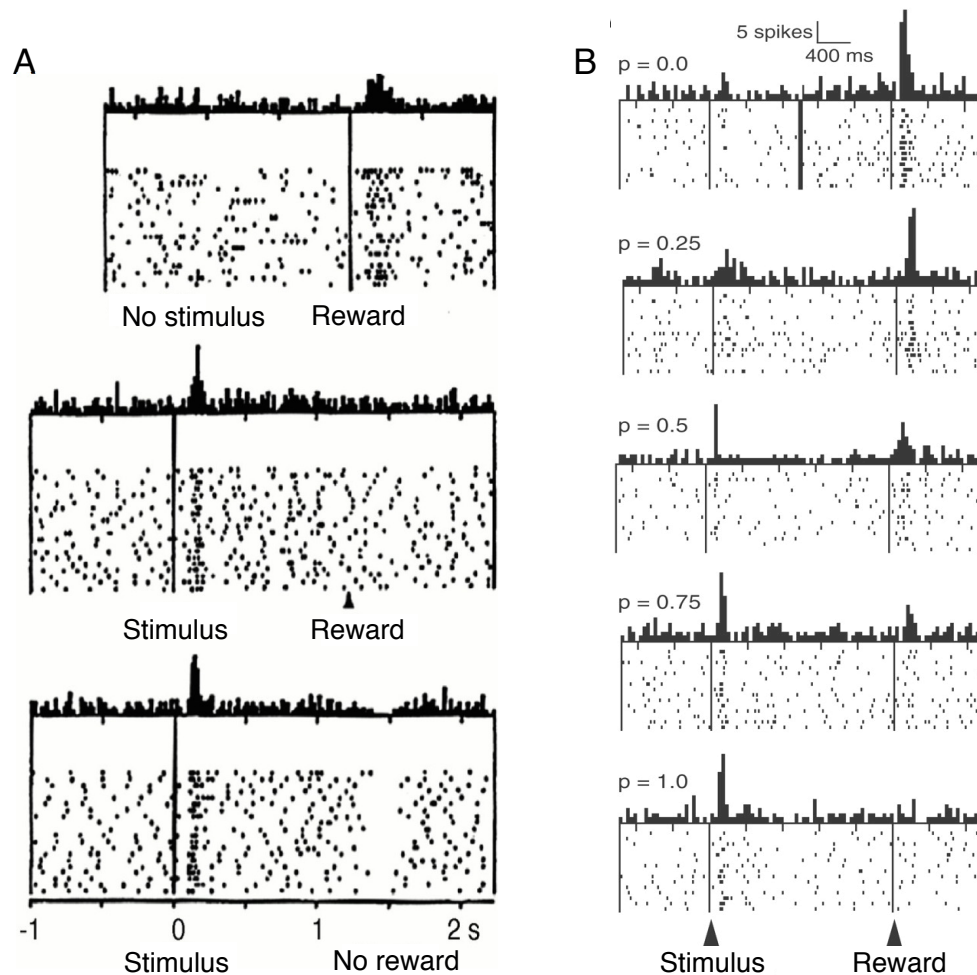 A
No stimulus Reward
Stimulus Reward
-1 0 1 2 s
Stimulus No reward
B
5 spikes
400 ms
p = 0.0
p = 0.25
p = 0.5
p = 0.75
p = 1.0
Stimulus Reward